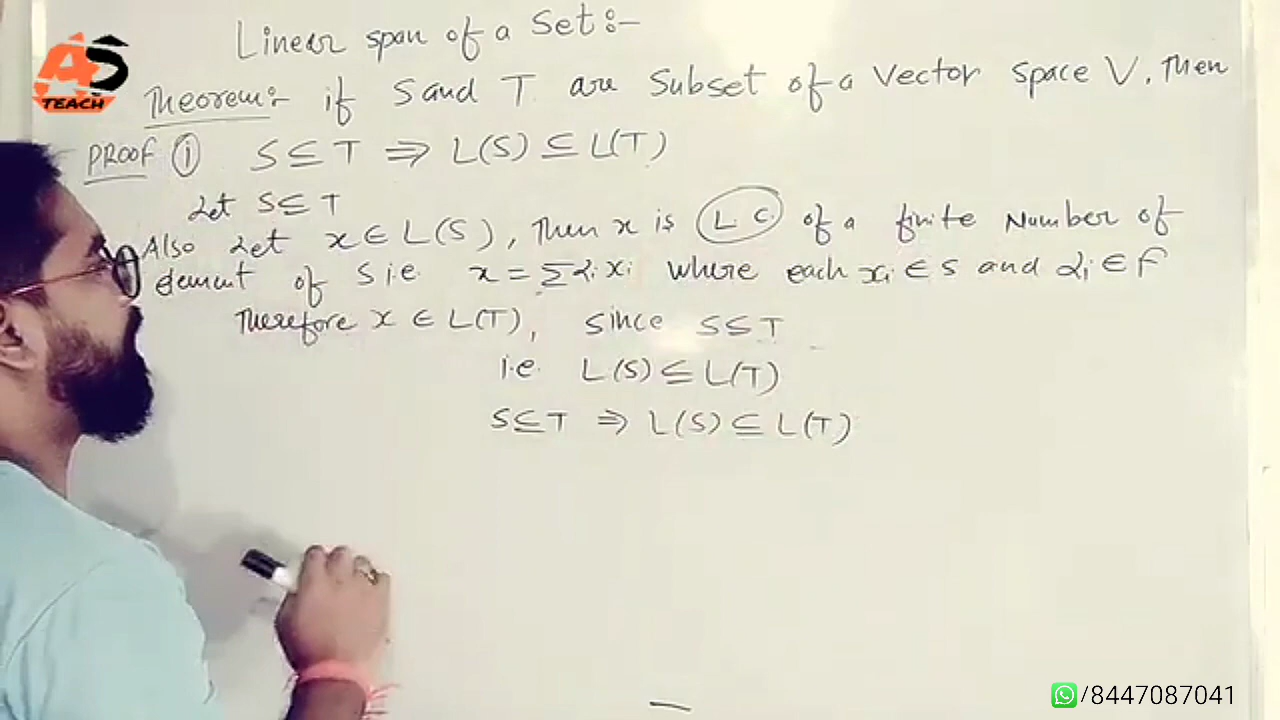 AS
TEACH
Linear span of a Set:-
Theorem:- if S and T are Subset of a Vector Space V. Then
PROOF ① S ⊆ T ⇒ L(S) ⊆ L(T)
Let S ⊆ T
Also Let x ∈ L(S), Then x is L.C. of a finite Number of
element of S i.e x = Σαᵢxᵢ where each xᵢ ∈ S and αᵢ ∈ F
Therefore x ∈ L(T), Since S ⊆ T
i.e. L(S) ⊆ L(T)
S ⊆ T ⇒ L(S) ⊆ L(T)
/8447087041